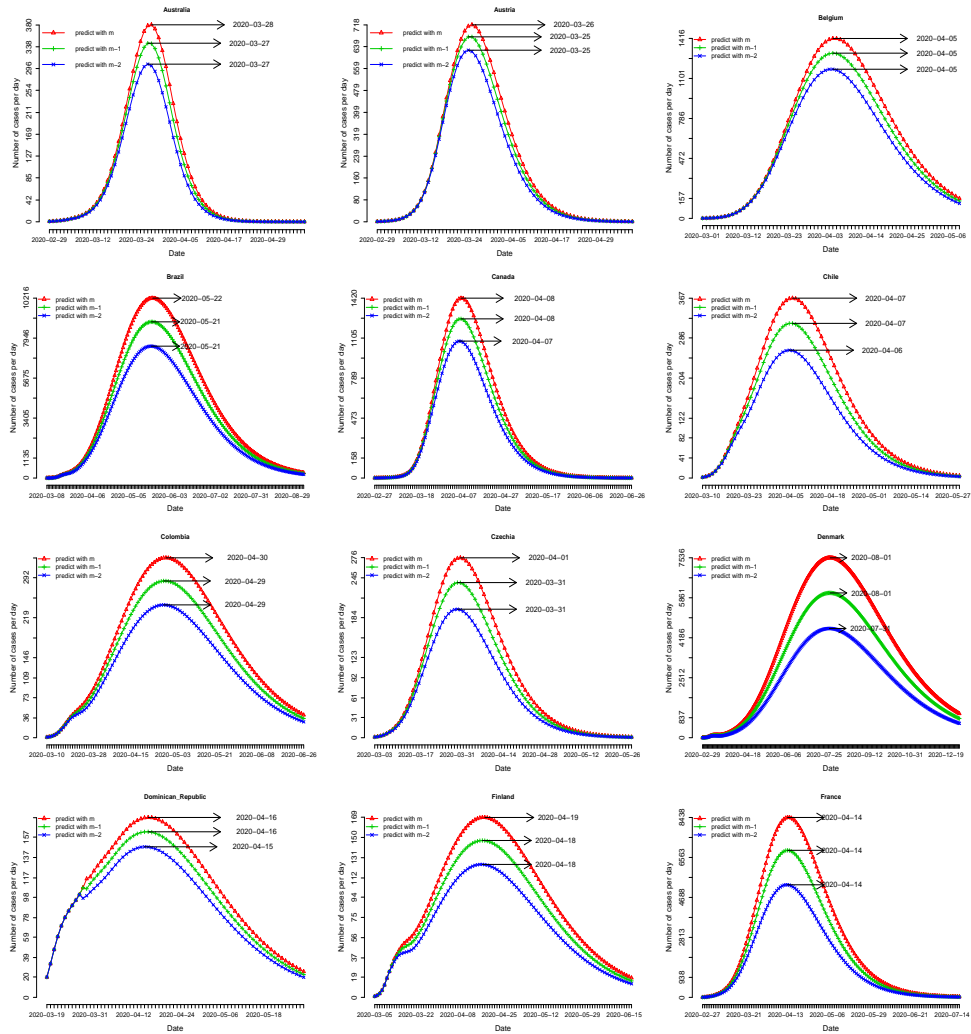 Australia
Number of cases per day
380
338
296
254
211
169
127
85
42
0
predict with m
predict with m−1
predict with m−2
2020−03−28
2020−03−27
2020−03−27
2020−02−29 2020−03−12 2020−03−24 2020−04−05 2020−04−17 2020−04−29
Date
Austria
Number of cases per day
718
639
559
479
399
319
239
160
80
0
predict with m
predict with m−1
predict with m−2
2020−03−26
2020−03−25
2020−03−25
2020−02−29 2020−03−12 2020−03−24 2020−04−05 2020−04−17 2020−04−29
Date
Belgium
Number of cases per day
1416
1101
786
472
157
0
predict with m
predict with m−1
predict with m−2
2020−04−05
2020−04−05
2020−04−05
2020−03−01 2020−03−12 2020−03−23 2020−04−03 2020−04−14 2020−04−25 2020−05−06
Date
Brazil
Number of cases per day
10216
7946
5675
3405
1135
0
predict with m
predict with m−1
predict with m−2
2020−05−22
2020−05−21
2020−05−21
2020−03−08 2020−04−06 2020−05−05 2020−06−03 2020−07−02 2020−07−31 2020−08−29
Date
Canada
Number of cases per day
1420
1105
789
473
158
0
predict with m
predict with m−1
predict with m−2
2020−04−08
2020−04−08
2020−04−07
2020−02−27 2020−03−18 2020−04−07 2020−04−27 2020−05−17 2020−06−06 2020−06−26
Date
Chile
Number of cases per day
367
286
204
122
82
41
0
predict with m
predict with m−1
predict with m−2
2020−04−07
2020−04−07
2020−04−06
2020−03−10 2020−03−23 2020−04−05 2020−04−18 2020−05−01 2020−05−14 2020−05−27
Date
Colombia
Number of cases per day
292
219
146
109
73
36
0
predict with m
predict with m−1
predict with m−2
2020−04−30
2020−04−29
2020−04−29
2020−03−10 2020−03−28 2020−04−15 2020−05−03 2020−05−21 2020−06−08 2020−06−26
Date
Czechia
Number of cases per day
276
245
184
123
92
61
31
0
predict with m
predict with m−1
predict with m−2
2020−04−01
2020−03−31
2020−03−31
2020−03−03 2020−03−17 2020−03−31 2020−04−14 2020−04−28 2020−05−12 2020−05−26
Date
Denmark
Number of cases per day
7536
5861
4186
2512
837
0
predict with m
predict with m−1
predict with m−2
2020−08−01
2020−08−01
2020−07−31
2020−02−29 2020−04−18 2020−06−06 2020−07−25 2020−09−12 2020−10−31 2020−12−19
Date
Dominican_Republic
Number of cases per day
157
137
117
98
78
59
39
20
0
predict with m
predict with m−1
predict with m−2
2020−04−16
2020−04−16
2020−04−15
2020−03−19 2020−03−31 2020−04−12 2020−04−24 2020−05−06 2020−05−18
Date
Finland
Number of cases per day
168
150
131
112
94
75
56
37
19
0
predict with m
predict with m−1
predict with m−2
2020−04−19
2020−04−18
2020−04−18
2020−03−05 2020−03−22 2020−04−08 2020−04−25 2020−05−12 2020−05−29 2020−06−15
Date
France
Number of cases per day
8438
6563
4688
2813
938
0
predict with m
predict with m−1
predict with m−2
2020−04−14
2020−04−14
2020−04−14
2020−02−27 2020−03−21 2020−04−13 2020−05−06 2020−05−29 2020−06−21 2020−07−14
Date